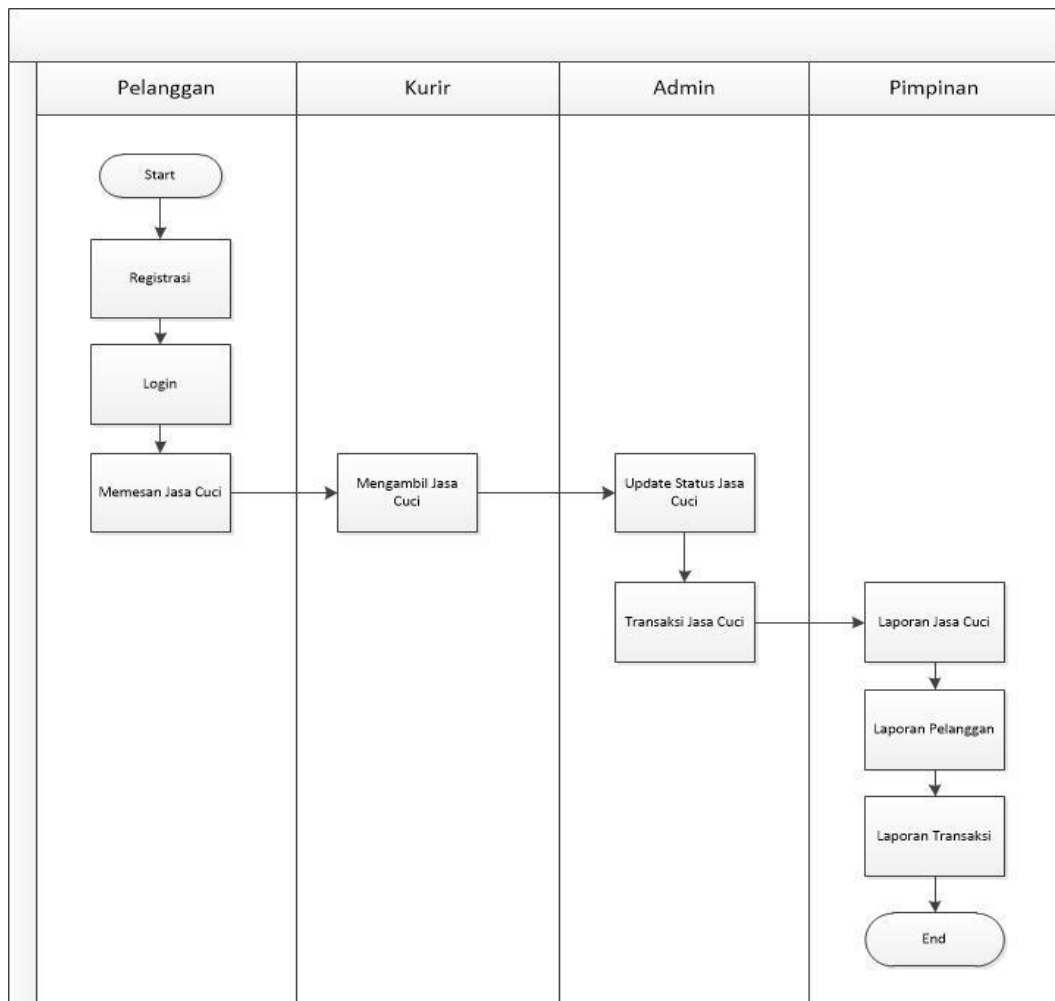 Pelanggan
Kurir
Admin
Pimpinan
Start
Registrasi
Login
Memesan Jasa Cuci
Mengambil Jasa
Cuci
Update Status Jasa
Cuci
Transaksi Jasa Cuci
Laporan Jasa Cuci
Laporan Pelanggan
Laporan Transaksi
End